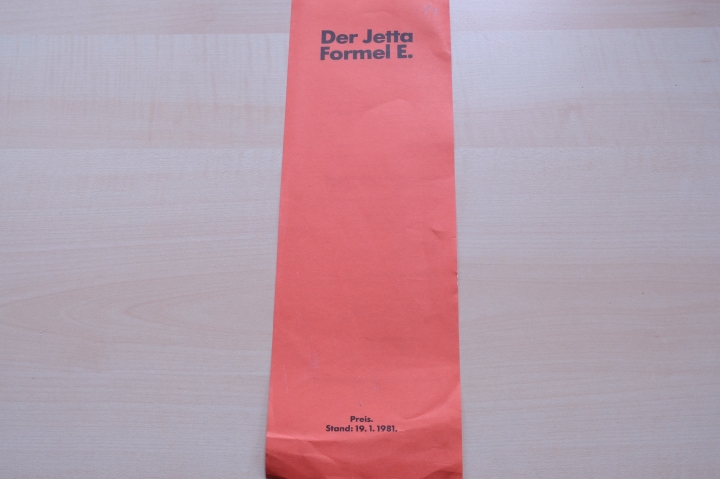 Der Jetta
Formel E.
Preis.
Stand: 19.1.1981.